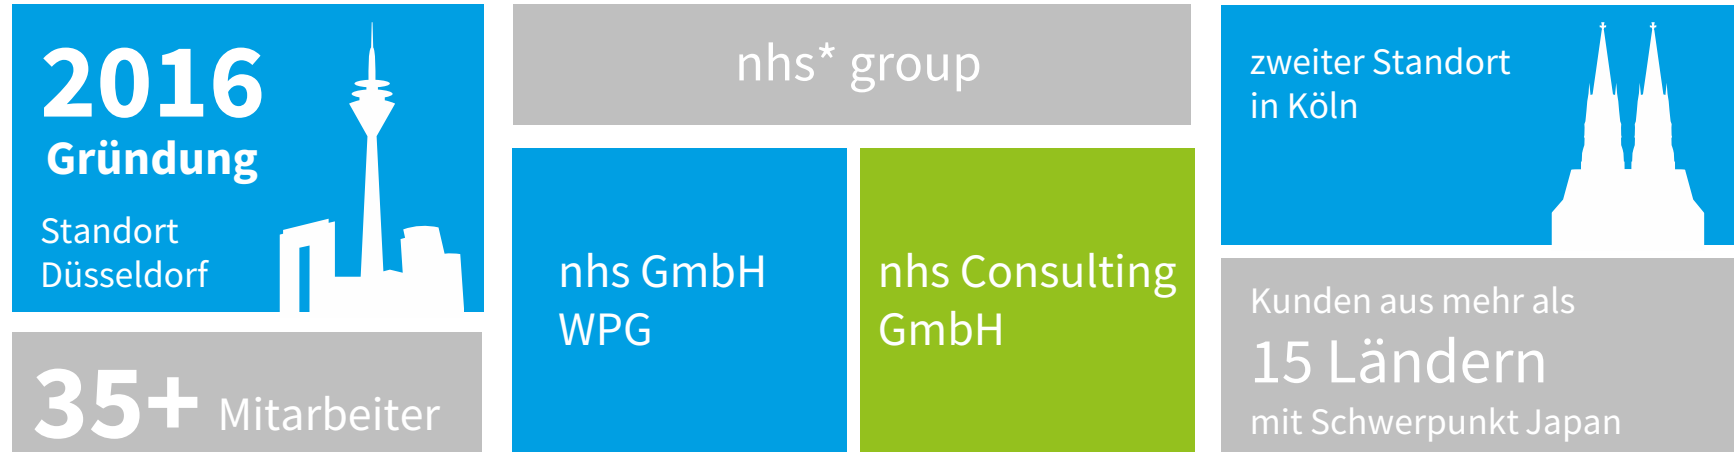 2016
Gründung
Standort
Düsseldorf
35+ Mitarbeiter
nhs* group
nhs GmbH
WPG
nhs Consulting
GmbH
zweiter Standort
in Köln
Kunden aus mehr als
15 Ländern
mit Schwerpunkt Japan